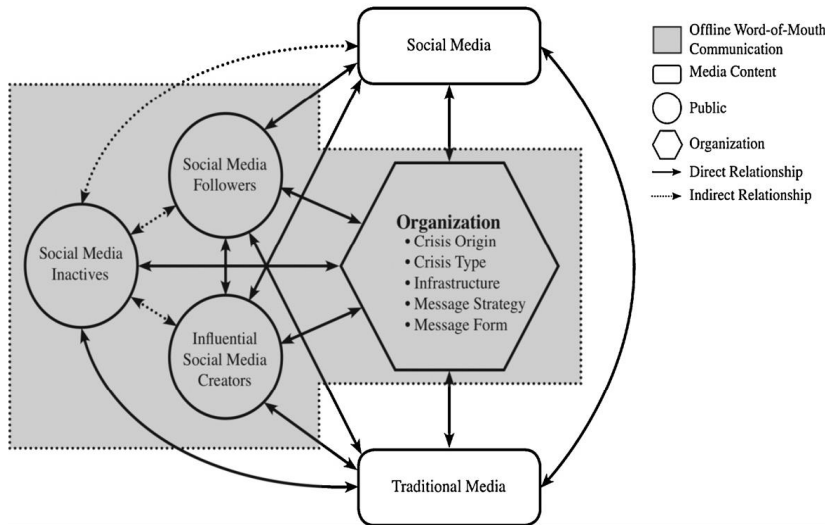 Social Media
Offline Word-of-Mouth
Communication
Media Content
Public
Organization
Direct Relationship
Indirect Relationship
Social Media
Followers
Social Media
Inactives
Influential
Social Media
Creators
Organization
• Crisis Origin
• Crisis Type
• Infrastructure
• Message Strategy
• Message Form
Traditional Media